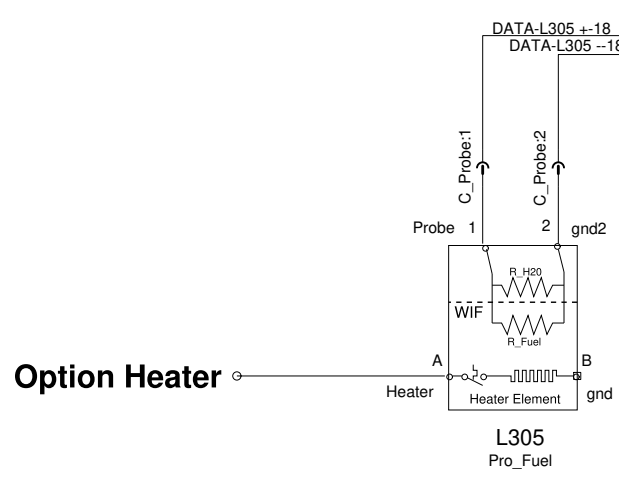 DATA-L305 +-18
DATA-L305 --18
C_Probe:1
C_Probe:2
Probe 1
2 gnd2
R_H20
WIF
R_Fuel
A
B
Option Heater
Heater
Heater Element
gnd
L305
Pro_Fuel